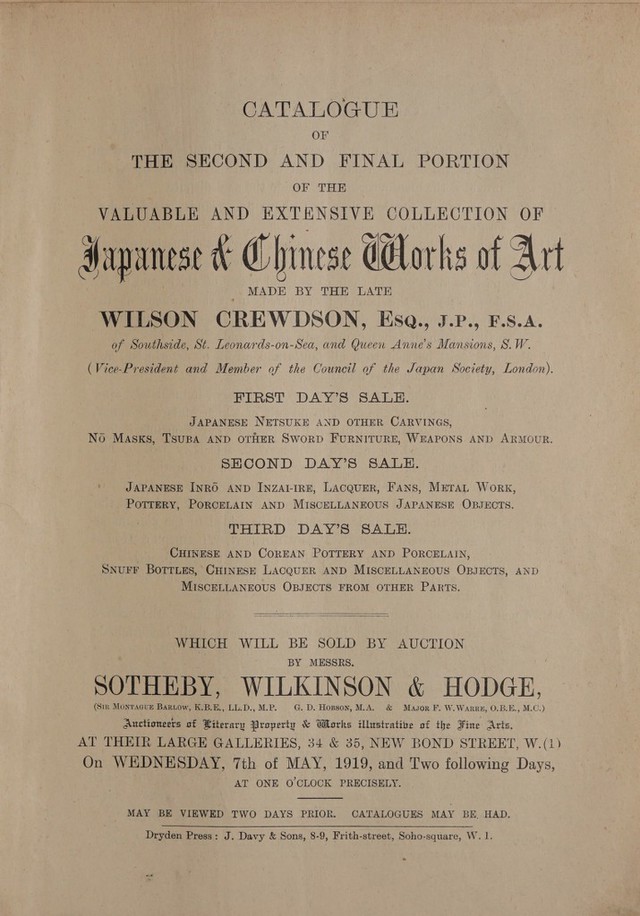 CATALOGUE
OF
THE SECOND AND FINAL PORTION
OF THE
VALUABLE AND EXTENSIVE COLLECTION OF
Japanese & Chinese Works of Art
MADE BY THE LATE
WILSON CREWDSON, ESQ., J.P., F.S.A.
of Southside, St. Leonards-on-Sea, and Queen Anne's Mansions, S.W.
(Vice-President and Member of the Council of the Japan Society, London).
FIRST DAY'S SALE.
JAPANESE NETSUKE AND OTHER CARVINGS,
NŌ MASKS, TSUBA AND OTHER SWORD FURNITURE, WEAPONS AND ARMOUR.
SECOND DAY'S SALE.
JAPANESE INRŌ AND INZAI-IRE, LACQUER, FANS, METAL WORK,
POTTERY, PORCELAIN AND MISCELLANEOUS JAPANESE OBJECTS.
THIRD DAY'S SALE.
CHINESE AND COREAN POTTERY AND PORCELAIN,
SNUFF BOTTLES, CHINESE LACQUER AND MISCELLANEOUS OBJECTS, AND
MISCELLANEOUS OBJECTS FROM OTHER PARTS.
WHICH WILL BE SOLD BY AUCTION
BY MESSRS.
SOTHEBY, WILKINSON & HODGE,
(SIR MONTAGUE BARLOW, K.B.E., LL.D., M.P. G. D. HOBSON, M.A. & MAJOR F. W. WARRE, O.B.E., M.C.)
Auctioneers of Literary Property & Works illustrative of the Fine Arts,
AT THEIR LARGE GALLERIES, 34 & 35, NEW BOND STREET, W.(1)
On WEDNESDAY, 7th of MAY, 1919, and Two following Days,
AT ONE O'CLOCK PRECISELY.
MAY BE VIEWED TWO DAYS PRIOR. CATALOGUES MAY BE HAD.
Dryden Press: J. Davy & Sons, 8-9, Frith-street, Soho-square, W. 1.